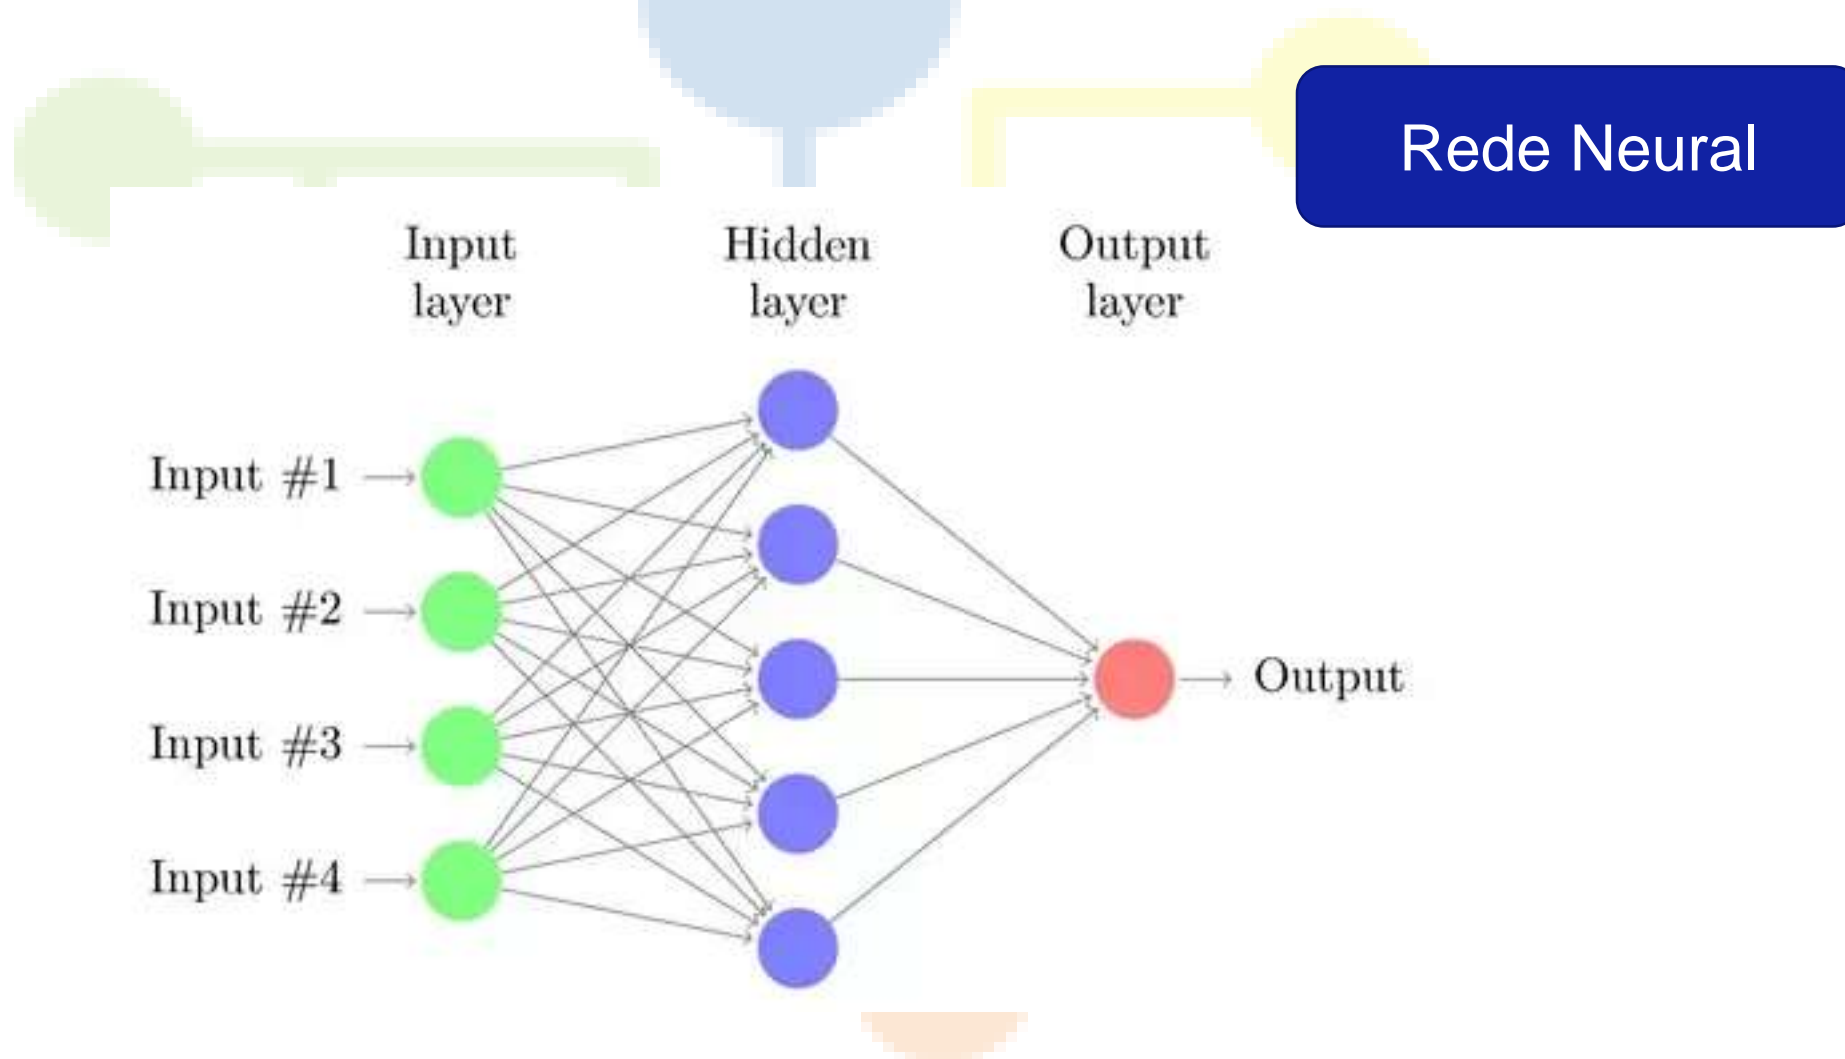 Rede Neural
Input
layer
Hidden
layer
Output
layer
Input #1
Input #2
Input #3
Input #4
Output